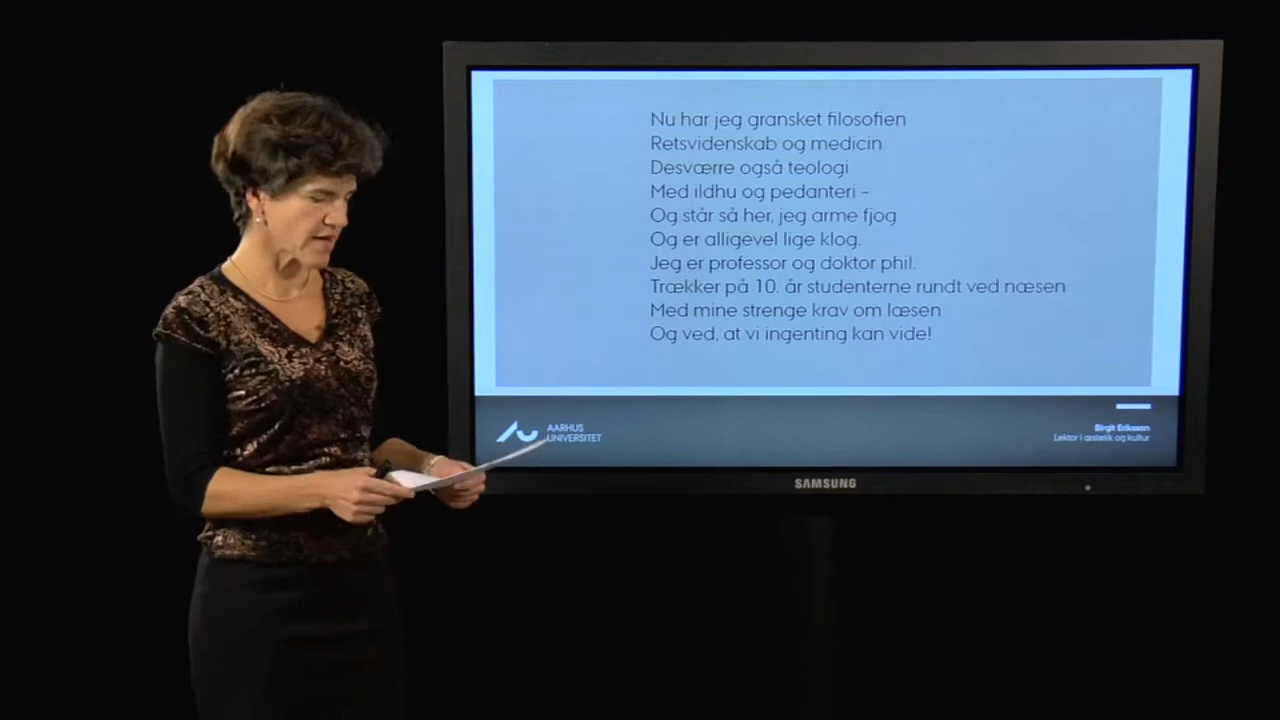 Nu har jeg gransket filosofien
Retsvidenskab og medicin
Desværre også teologi
Med ildhu og pedanteri –
Og står så her, jeg arme fjog
Og er alligevel lige klog.
Jeg er professor og doktor phil.
Trækker på 10. år studenterne rundt ved næsen
Med mine strenge krav om læsen
Og ved, at vi ingenting kan vide!
AARHUS
UNIVERSITET
Birgit Eriksson
Lektor i æstetik og kultur
SAMSUNG